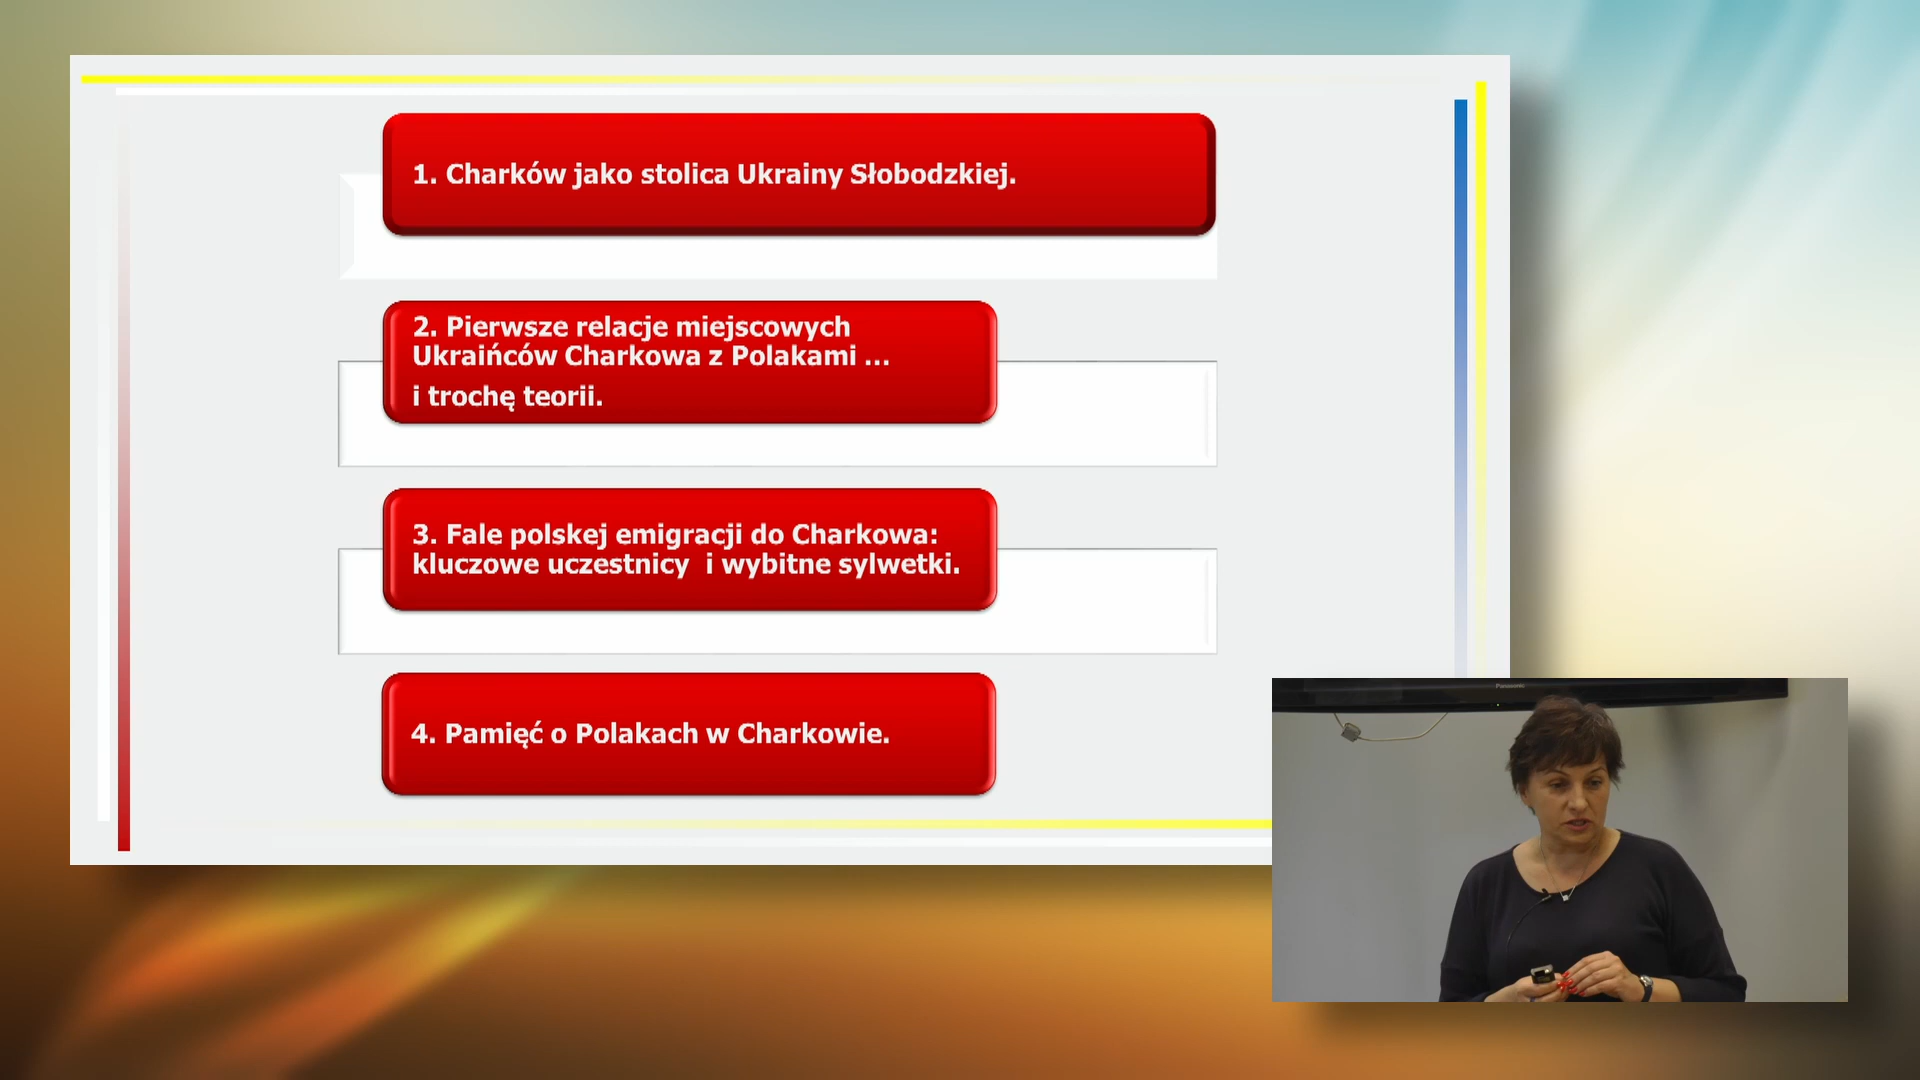 1. Charków jako stolica Ukrainy Słobodzkiej.
2. Pierwsze relacje miejscowych
Ukraińców Charkowa z Polakami ...
i trochę teorii.
3. Fale polskej emigracji do Charkowa:
kluczowe uczestnicy i wybitne sylwetki.
4. Pamięć o Polakach w Charkowie.
Panasonic